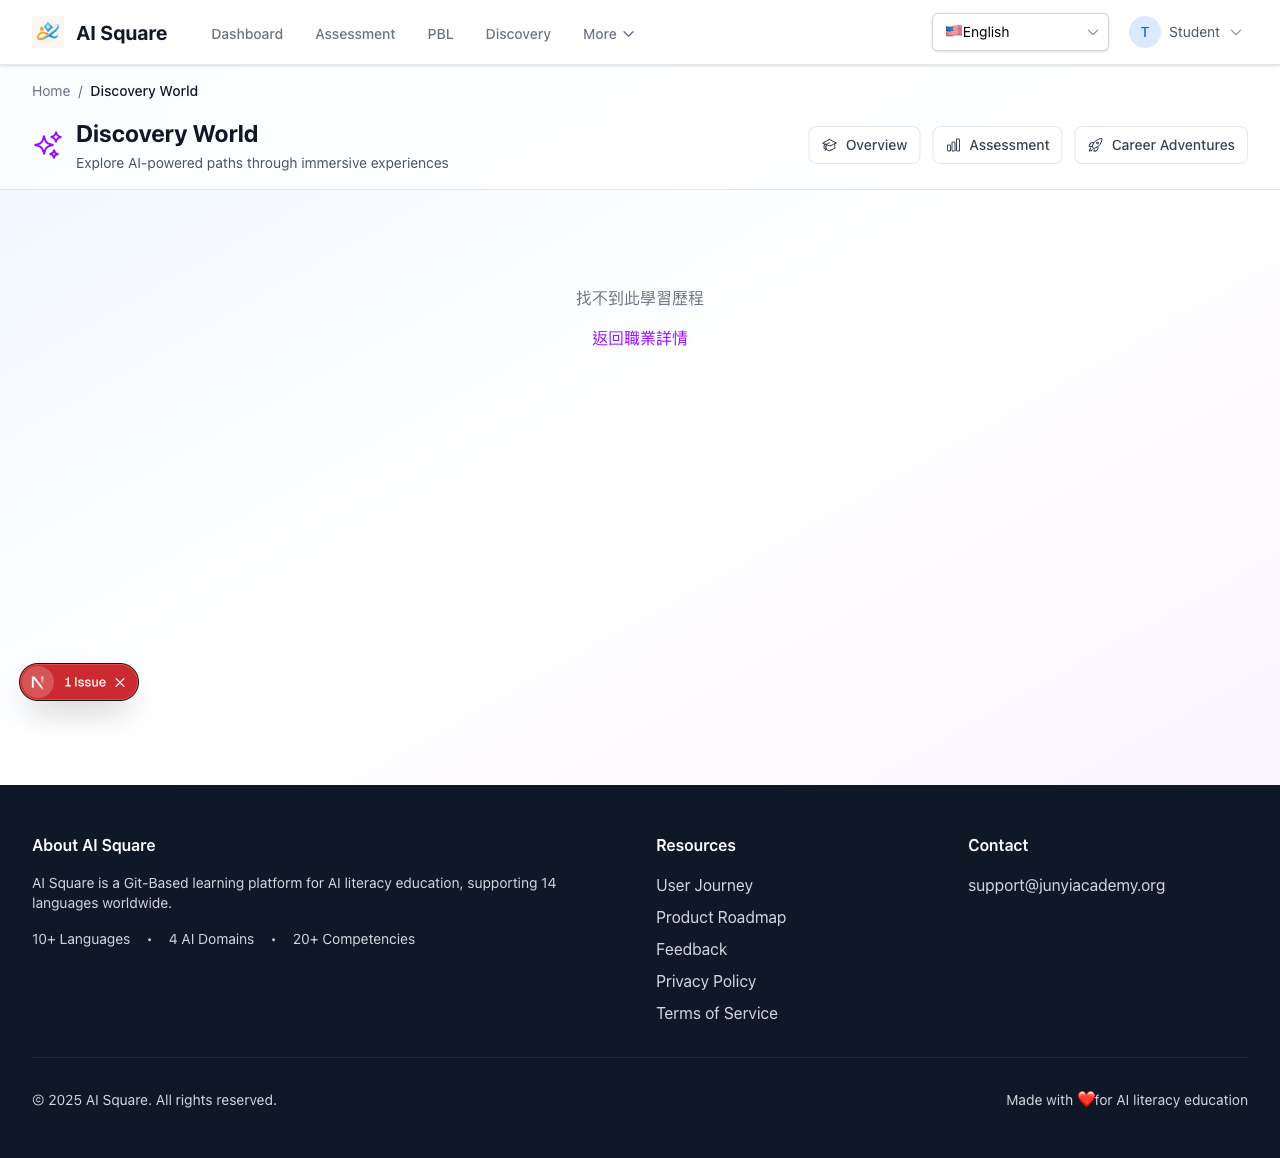 AI Square
Dashboard
Assessment
PBL
Discovery
More
🇺🇸English
T
Student
Home / Discovery World
Discovery World
Explore AI-powered paths through immersive experiences
Overview
Assessment
Career Adventures
找不到此學習歷程
返回職業詳情
N
1 Issue
About AI Square
AI Square is a Git-Based learning platform for AI literacy education, supporting 14
languages worldwide.
10+ Languages • 4 AI Domains • 20+ Competencies
Resources
User Journey
Product Roadmap
Feedback
Privacy Policy
Terms of Service
Contact
support@junyiacademy.org
© 2025 AI Square. All rights reserved.
Made with ❤️for AI literacy education